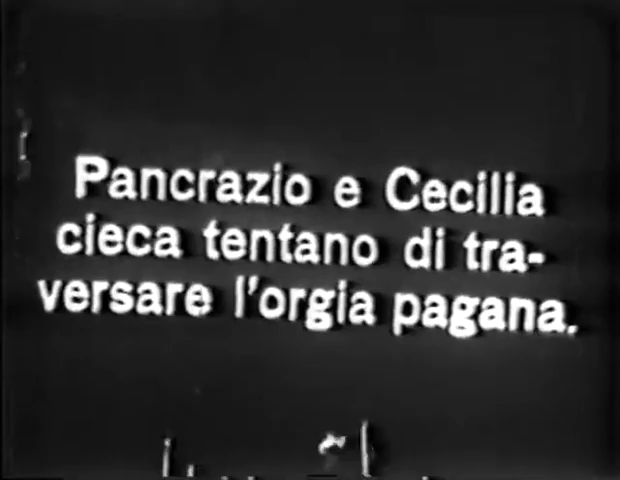 Pancrazio e Cecilia
cieca tentano di tra-
versare l'orgia pagana.